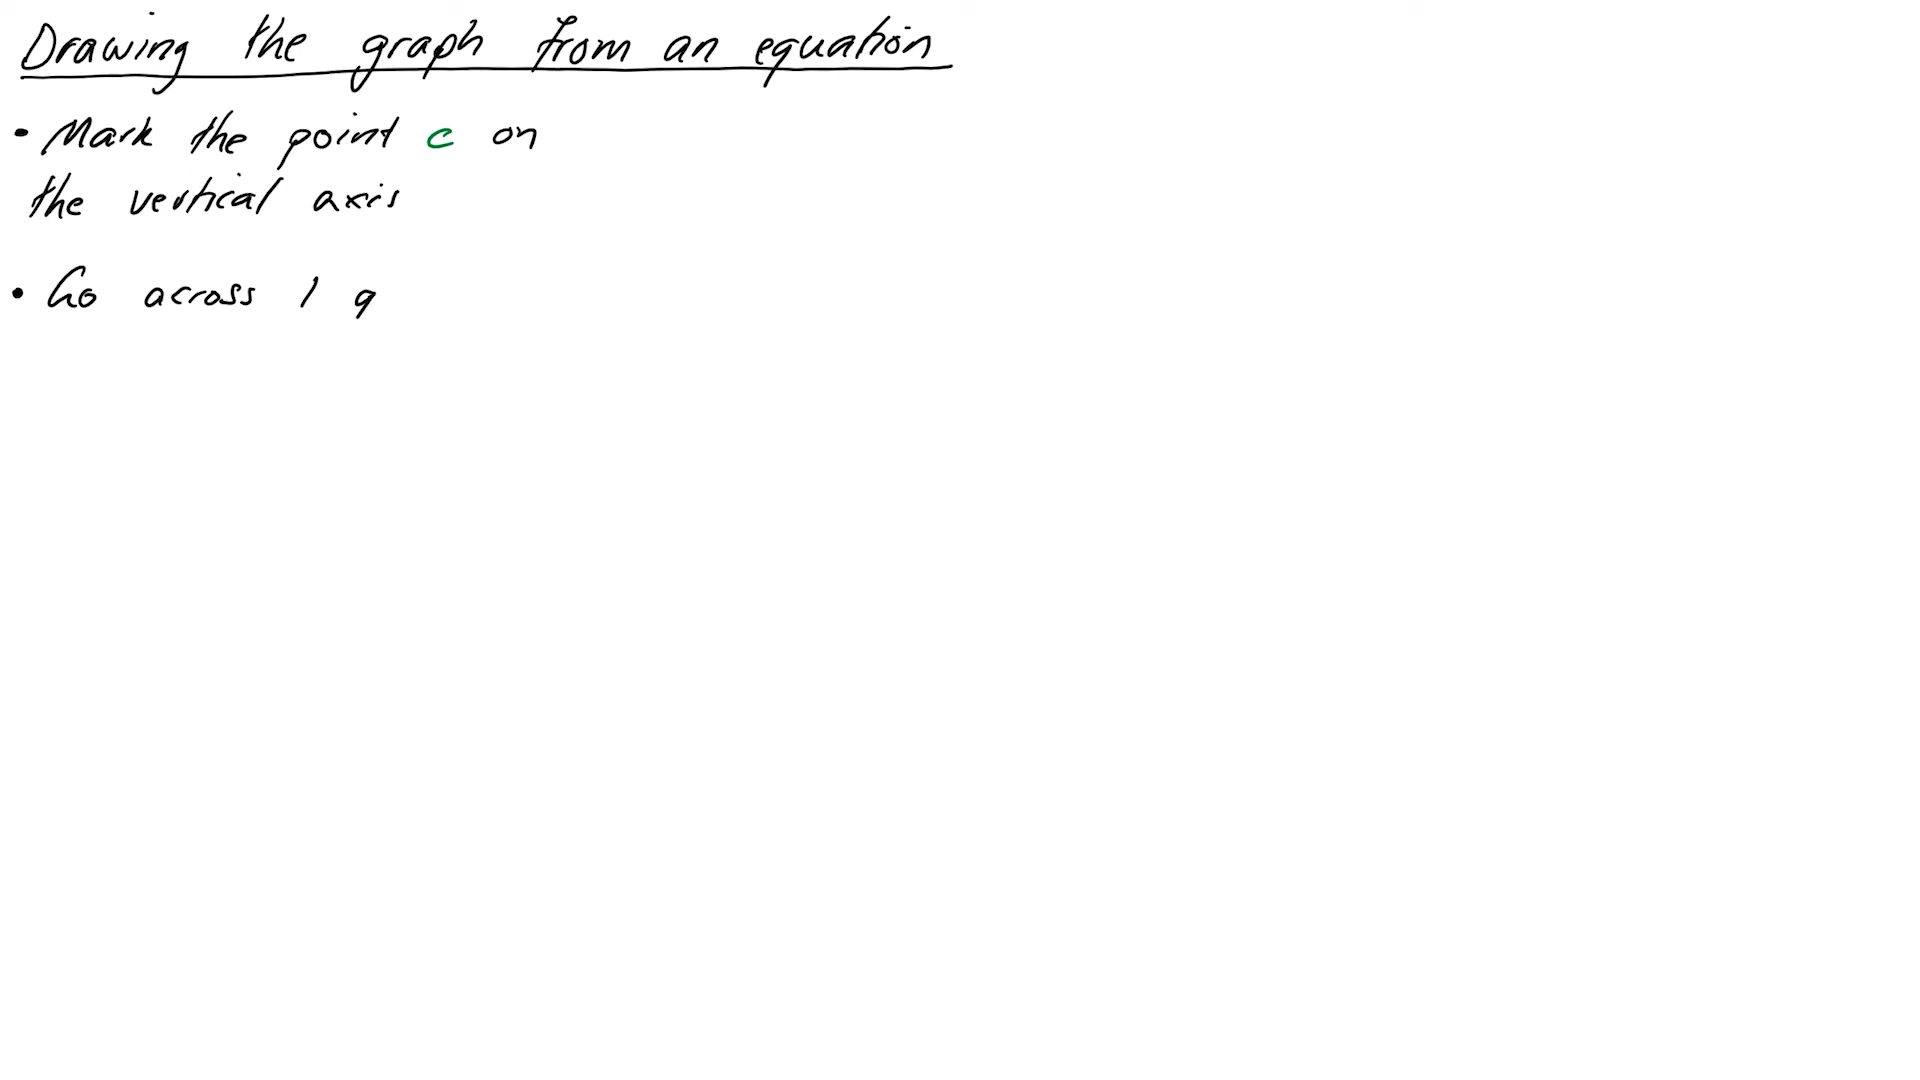 Drawing the graph from an equation
• Mark the point c on
the vertical axis
• Go across 1 a